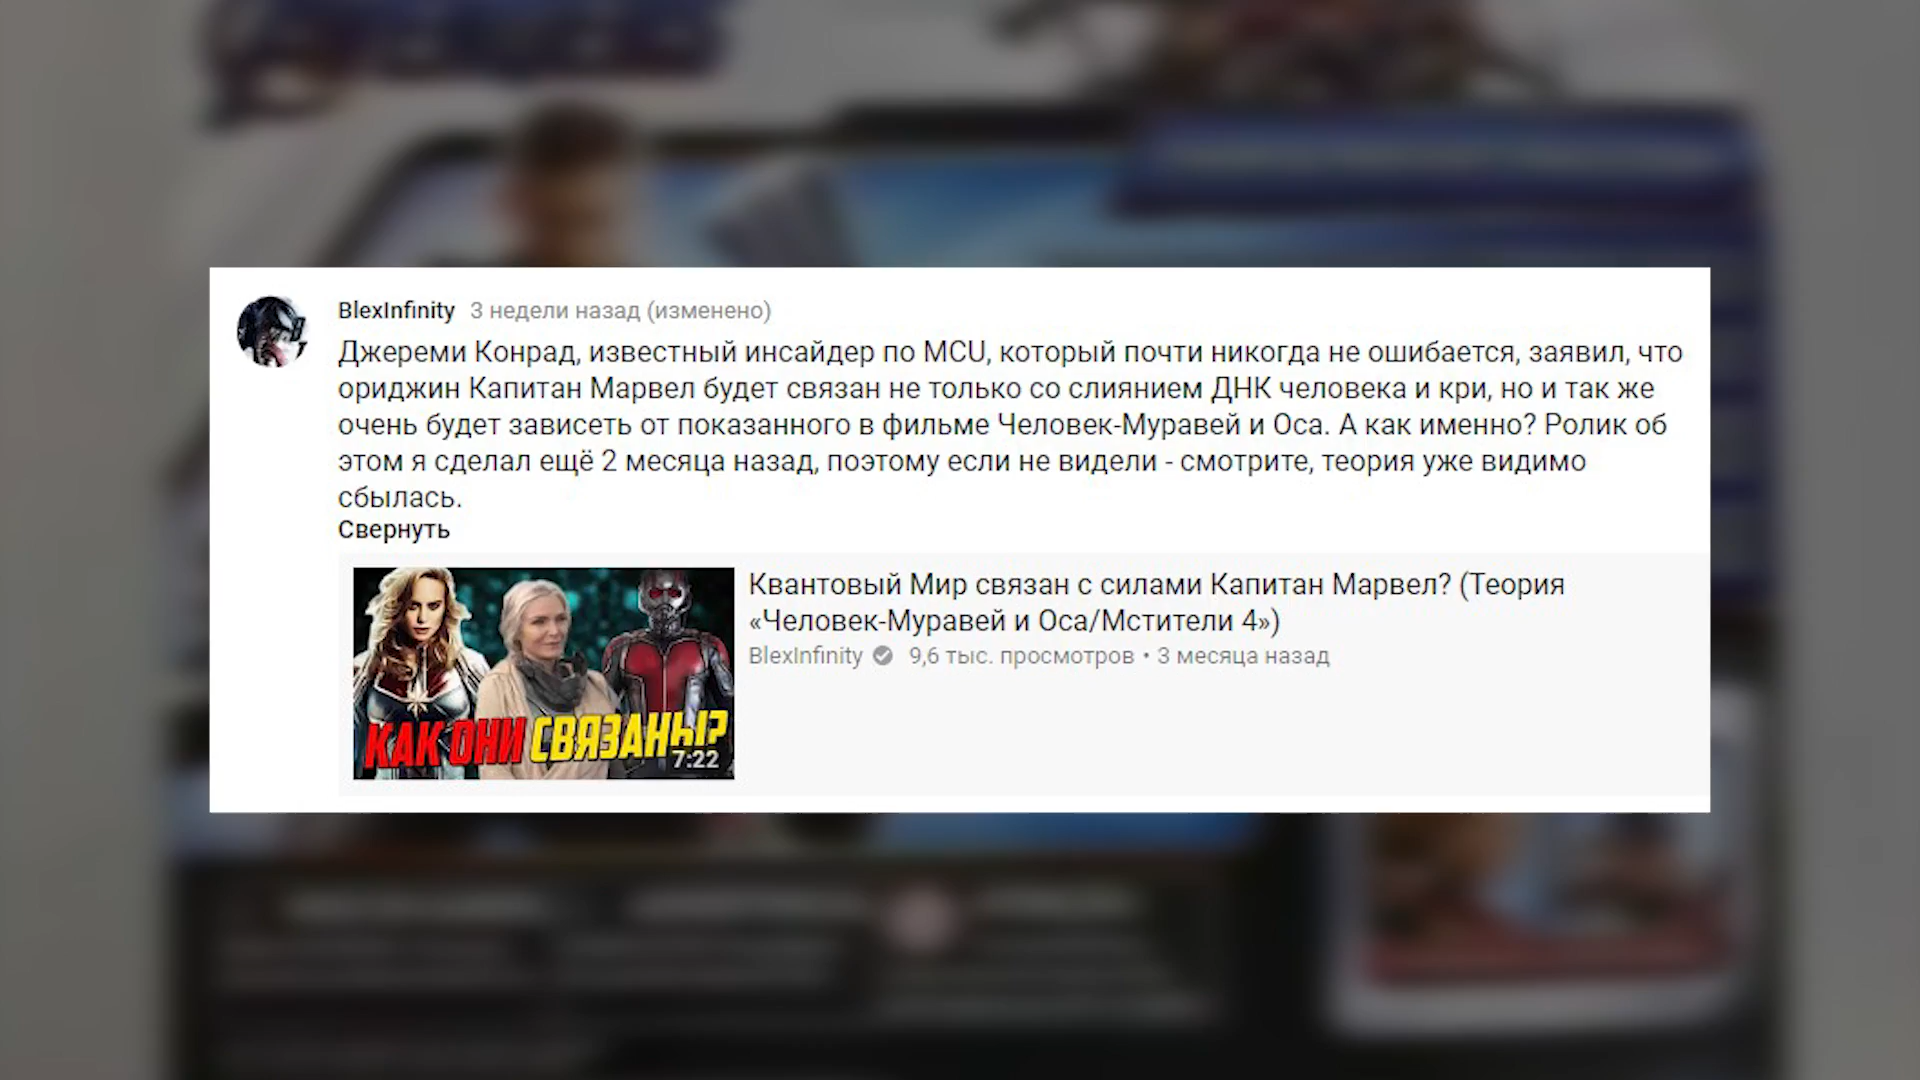 BlexInfinity 3 недели назад (изменено)
Джереми Конрад, известный инсайдер по MCU, который почти никогда не ошибается, заявил, что
ориджин Капитан Марвел будет связан не только со слиянием ДНК человека и кри, но и так же
очень будет зависеть от показанного в фильме Человек-Муравей и Оса. А как именно? Ролик об
этом я сделал ещё 2 месяца назад, поэтому если не видели - смотрите, теория уже видимо
сбылась.
Свернуть
Квантовый Мир связан с силами Капитан Марвел? (Теория
«Человек-Муравей и Оса/Мстители 4»)
BlexInfinity 9,6 тыс. просмотров • 3 месяца назад
КАК ОНИ СВЯЗАНЫ?
7:22